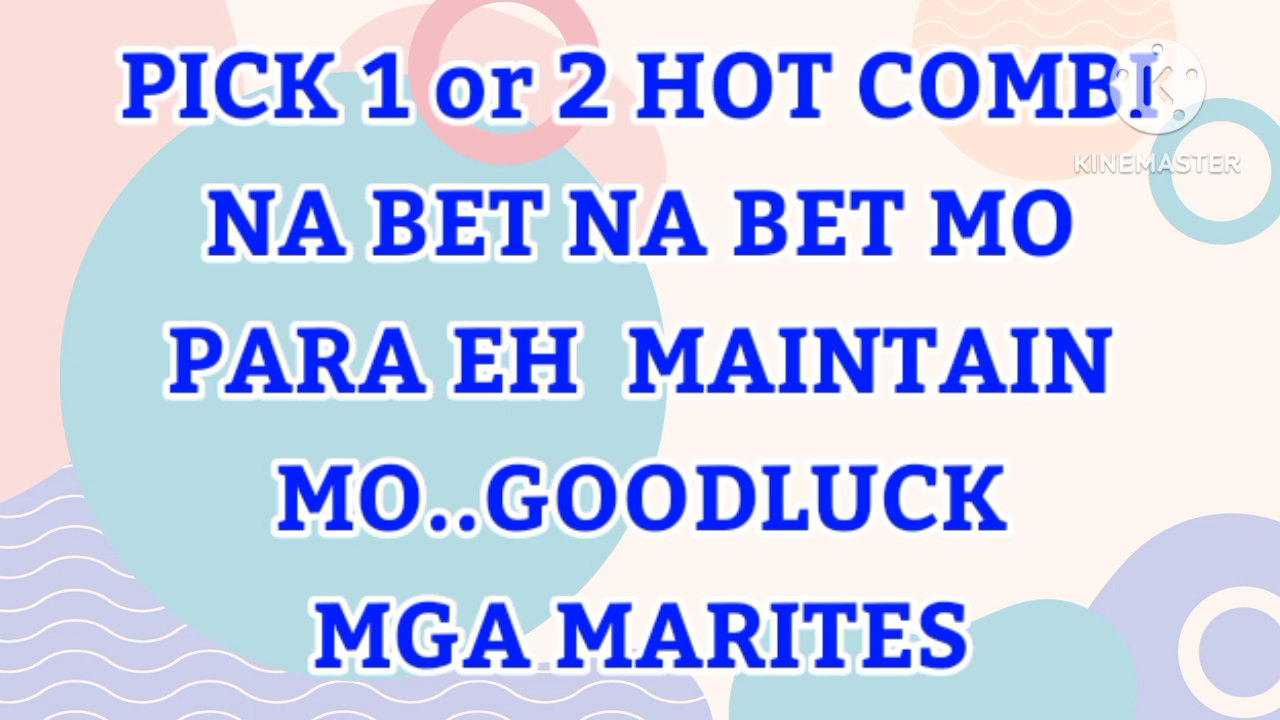 PICK 1 or 2 HOT COMBI
KINEMASTER
NA BET NA BET MO
PARA EH MAINTAIN
MO..GOODLUCK
MGA MARITES